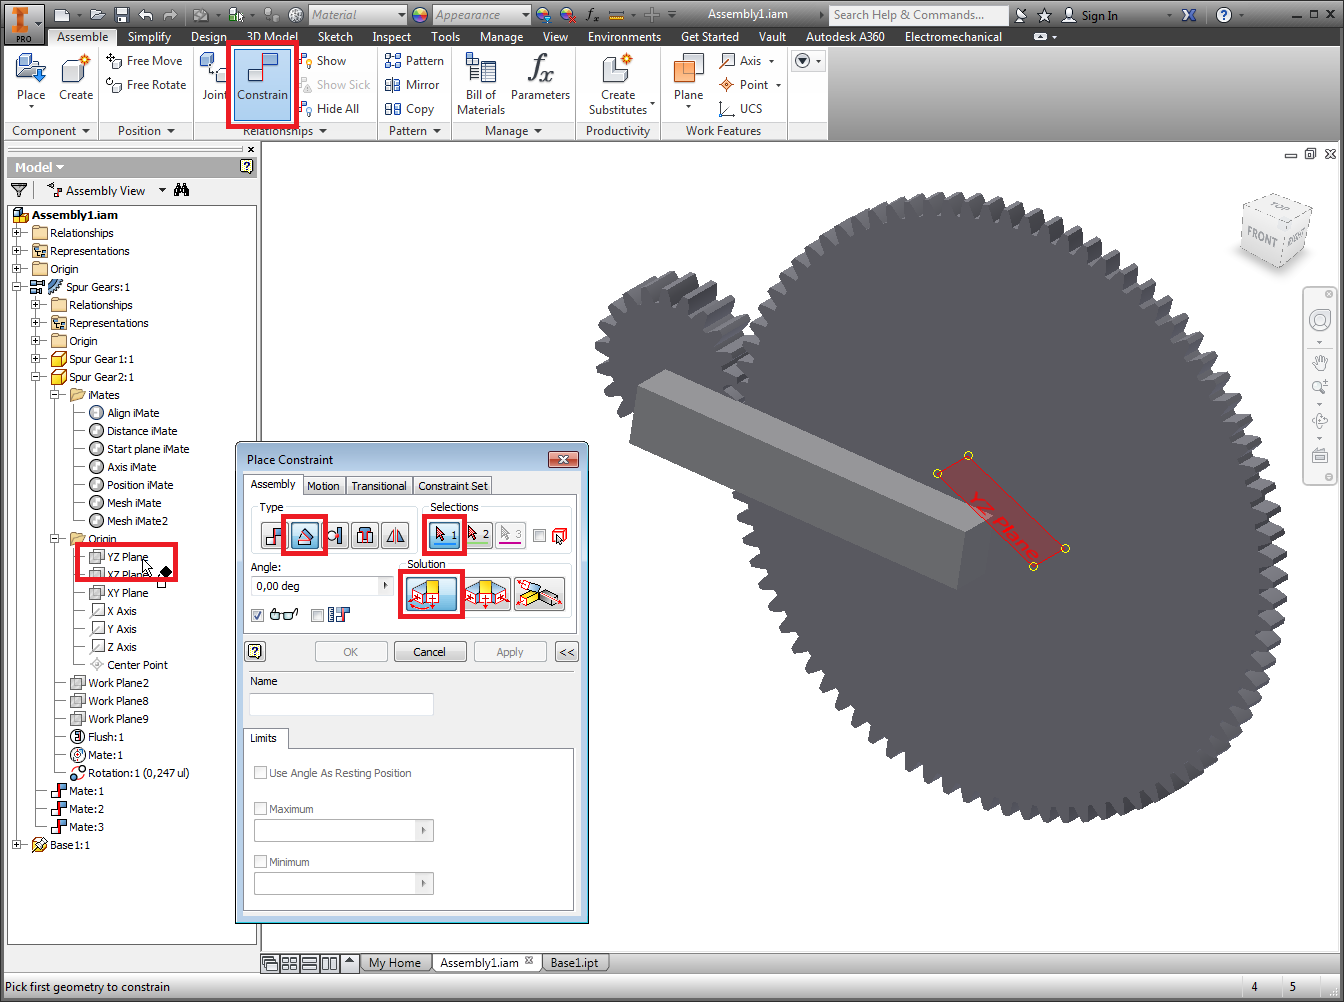 PRO
Material
Appearance
fx
Assembly1.iam
Search Help & Commands...
Sign In
Assemble Simplify Design 3D Model Sketch Inspect Tools Manage View Environments Get Started Vault Autodesk A360 Electromechanical
Place
Create
Free Move
Free Rotate
Joint
Constrain
Show
Show Sick
Hide All
Pattern
Mirror
Copy
Bill of
Materials
fx
Parameters
Create
Substitutes
Plane
Axis
Point
UCS
Component
Position
Relationships
Pattern
Manage
Productivity
Work Features
Model
Assembly View
Assembly1.iam
Relationships
Representations
Origin
Spur Gears:1
Relationships
Representations
Origin
Spur Gear1:1
Spur Gear2:1
iMates
Align iMate
Distance iMate
Start plane iMate
Axis iMate
Position iMate
Mesh iMate
Mesh iMate2
Origin
YZ Plane
XZ Plane
XY Plane
X Axis
Y Axis
Z Axis
Center Point
Work Plane2
Work Plane8
Work Plane9
Flush:1
Mate:1
Rotation:1 (0,247 ul)
Mate:1
Mate:2
Mate:3
Base1:1
Place Constraint
Assembly Motion Transitional Constraint Set
Type
Selections
1
2
3
Angle:
0,00 deg
Solution
OK
Cancel
Apply
<<
Name
Limits
Use Angle As Resting Position
Maximum
Minimum
TOP
FRONT
RIGHT
YZ Plane
My Home
Assembly1.iam
Base1.ipt
Pick first geometry to constrain
4
5